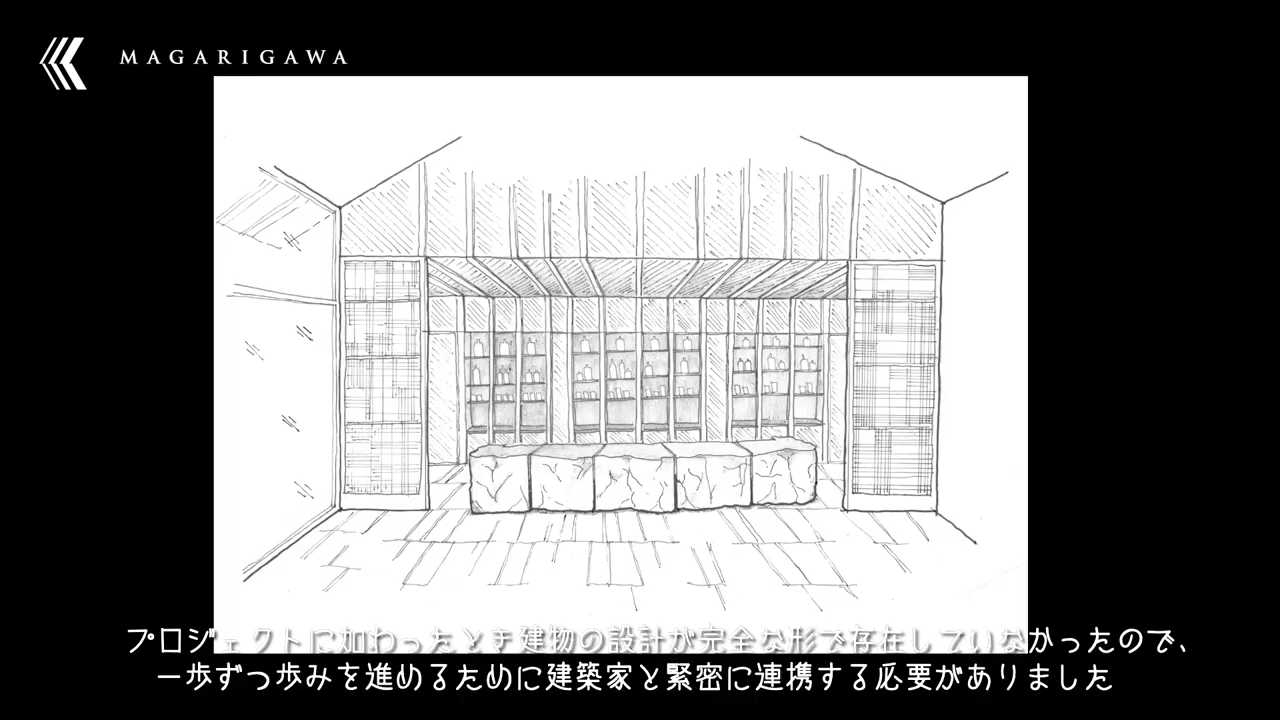 MAGARIGAWA
プロジェクトに加わったとき建物の設計が完全な形で存在していなかったので、
一歩ずつ歩みを進めるために建築家と緊密に連携する必要がありました